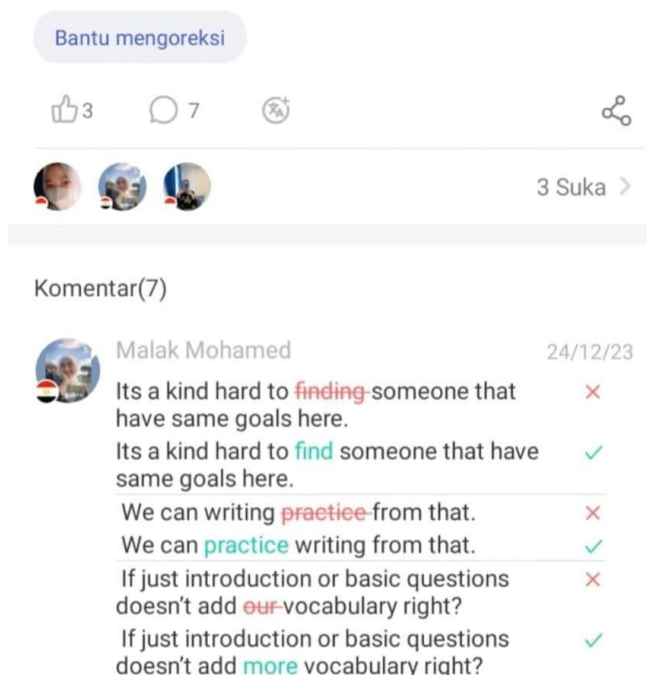 Bantu mengoreksi
3
7
3 Suka
Komentar(7)
Malak Mohamed
24/12/23
Its a kind hard to finding someone that
have same goals here.
Its a kind hard to find someone that have
same goals here.
We can writing practice from that.
We can practice writing from that.
If just introduction or basic questions
doesn't add our vocabulary right?
If just introduction or basic questions
doesn't add more vocabulary right?